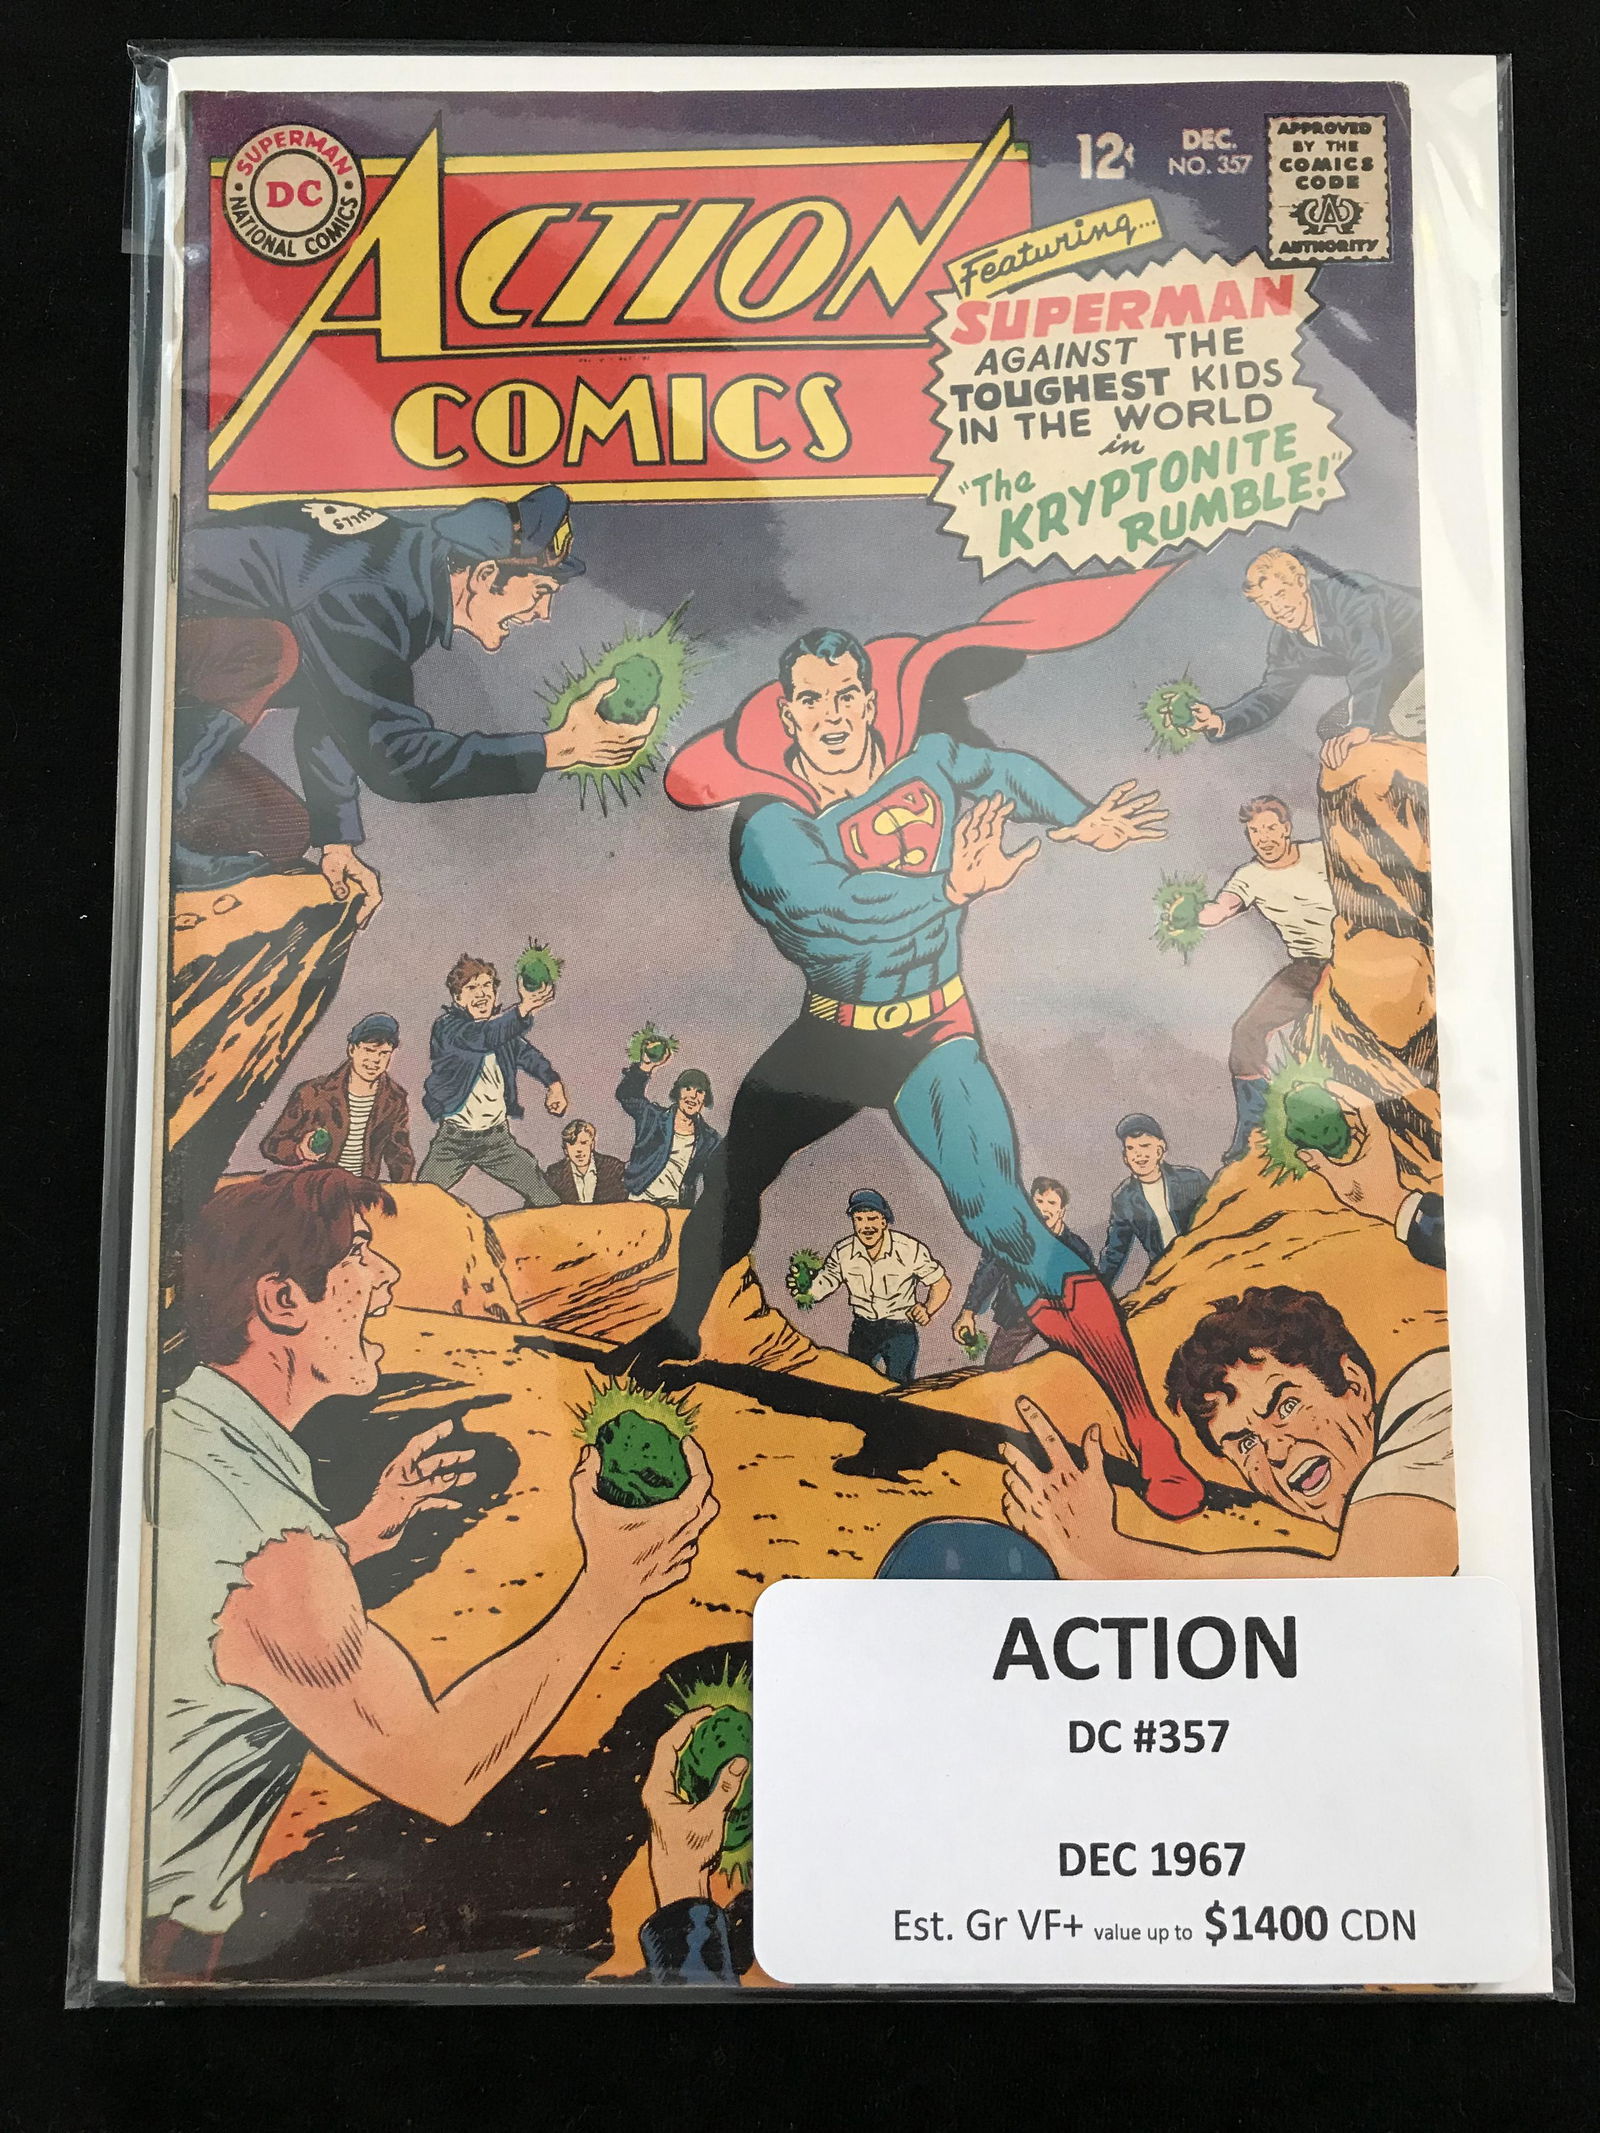 SUPERMAN
DC
NATIONAL COMICS
ACTION
COMICS
12¢
DEC.
NO. 357
APPROVED
BY THE
COMICS
CODE
AUTHORITY
Featuring...
SUPERMAN
AGAINST THE
TOUGHEST KIDS
IN THE WORLD
in
"The
KRYPTONITE
RUMBLE!"
S
ACTION
DC #357
DEC 1967
Est. Gr VF+ value up to $1400 CDN